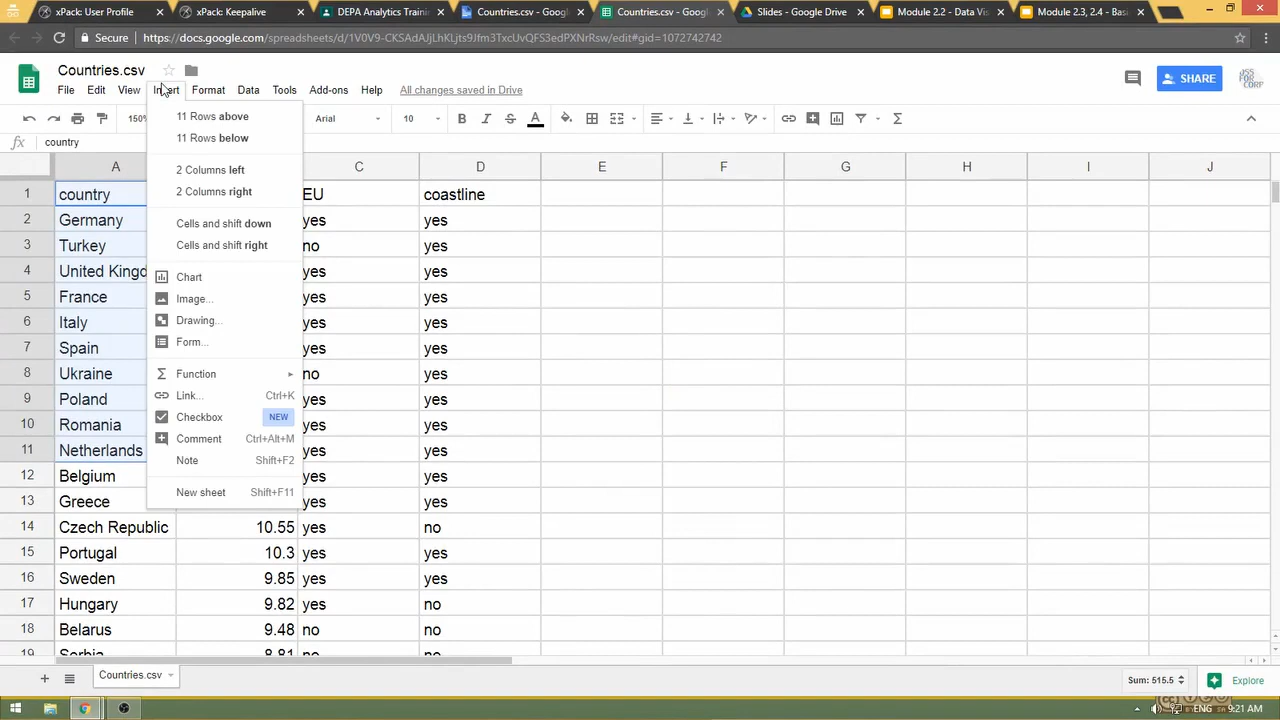 xPack: User Profile
xPack: Keepalive
DEPA Analytics Trainin
Countries.csv - Google
Countries.csv - Goog
Slides - Google Drive
Module 2.2 - Data Vis
Module 2.3, 2.4 - Bas
Secure https://docs.google.com/spreadsheets/d/1V0V9-CKSAdAJjLhKLjts9Jfm3TxcUvQFS3edPXNrRsw/edit#gid=1072742742
Countries.csv
File Edit View Insert Format Data Tools Add-ons Help All changes saved in Drive
SHARE
150% Arial 10 B I S A Σ
fx country
11 Rows above
11 Rows below
2 Columns left
2 Columns right
Cells and shift down
Cells and shift right
Chart
Image...
Drawing...
Form...
Σ Function
Link... Ctrl+K
Checkbox NEW
Comment Ctrl+Alt+M
Note Shift+F2
New sheet Shift+F11
A C D E F G H I J
1 country EU coastline
2 Germany yes yes
3 Turkey no yes
4 United Kingd yes yes
5 France yes yes
6 Italy yes yes
7 Spain yes yes
8 Ukraine no yes
9 Poland yes yes
10 Romania yes yes
11 Netherlands yes yes
12 Belgium yes yes
13 Greece yes yes
14 Czech Republic 10.55 yes no
15 Portugal 10.3 yes yes
16 Sweden 9.85 yes yes
17 Hungary 9.82 yes no
18 Belarus 9.48 no no
19 Serbia 8.81 no no
Countries.csv
Sum: 515.5
Explore
ENG 9:21 AM